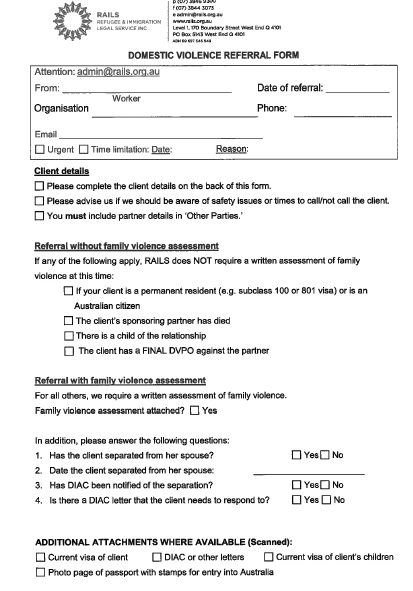 RAILS
REFUGEE & IMMIGRATION
LEGAL SERVICE INC
f (07) 3844 3073
e admin@rails.org.au
www.rails.org.au
Level 1, 170 Boundary Street West End Q 4101
PO Box 5143 West End Q 4101
DOMESTIC VIOLENCE REFERRAL FORM
Attention: admin@rails.org.au
From: Date of referral:
Worker
Organisation Phone:
Email
Urgent Time limitation: Date: Reason:
Client details
Please complete the client details on the back of this form.
Please advise us if we should be aware of safety issues or times to call/not call the client.
You must include partner details in 'Other Parties.'
Referral without family violence assessment
If any of the following apply, RAILS does NOT require a written assessment of family
violence at this time:
If your client is a permanent resident (e.g. subclass 100 or 801 visa) or is an
Australian citizen
The client's sponsoring partner has died
There is a child of the relationship
The client has a FINAL DVPO against the partner
Referral with family violence assessment
For all others, we require a written assessment of family violence.
Family violence assessment attached? Yes
In addition, please answer the following questions:
1. Has the client separated from her spouse? Yes No
2. Date the client separated from her spouse:
3. Has DIAC been notified of the separation? Yes No
4. Is there a DIAC letter that the client needs to respond to? Yes No
ADDITIONAL ATTACHMENTS WHERE AVAILABLE (Scanned):
Current visa of client DIAC or other letters Current visa of client's children
Photo page of passport with stamps for entry into Australia